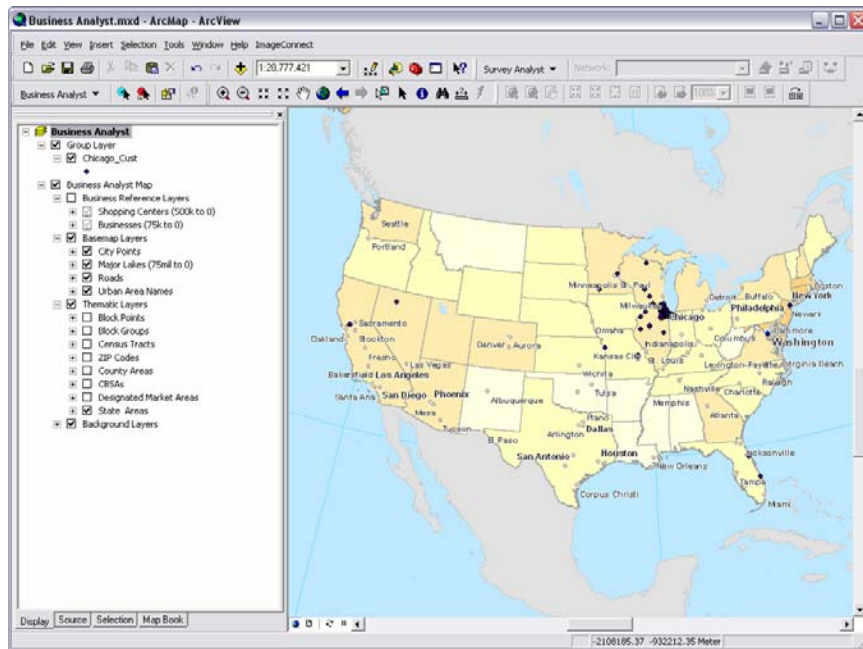 Business Analyst.mxd - ArcMap - ArcView
File Edit View Insert Selection Tools Window Help ImageConnect
1:28,777,421 Survey Analyst Network:
Business Analyst 100%
Business Analyst
Group Layer
Chicago_Cust
Business Analyst Map
Business Reference Layers
Shopping Centers (500k to 0)
Businesses (75k to 0)
Basemap Layers
City Points
Major Lakes (75mil to 0)
Roads
Urban Area Names
Thematic Layers
Block Points
Block Groups
Census Tracts
ZIP Codes
County Areas
CBSAs
Designated Market Areas
State Areas
Background Layers
Seattle
Portland
Minneapolis St. Paul
Milwaukee
Detroit Buffalo
Boston
New York
Chicago
Philadelphia
Newark
Sacramento
Omaha
Columbus
Baltimore
Oakland
Stockton
Denver Aurora
Indianapolis
Washington
Fresno
Kansas City
St. Louis
Lexington-Fayette
Virginia Beach
Las Vegas
Bakersfield Los Angeles
Wichita
Raleigh
Nashville
Charlotte
Santa Ana
San Diego
Phoenix
Albuquerque
Tulsa
Memphis
Mesa
Atlanta
Tucson
Plano
Arlington
Dallas
El Paso
Jacksonville
San Antonio
Houston
New Orleans
Tampa
Corpus Christi
Miami
Display Source Selection Map Book
-2108185.37 -932212.35 Meter